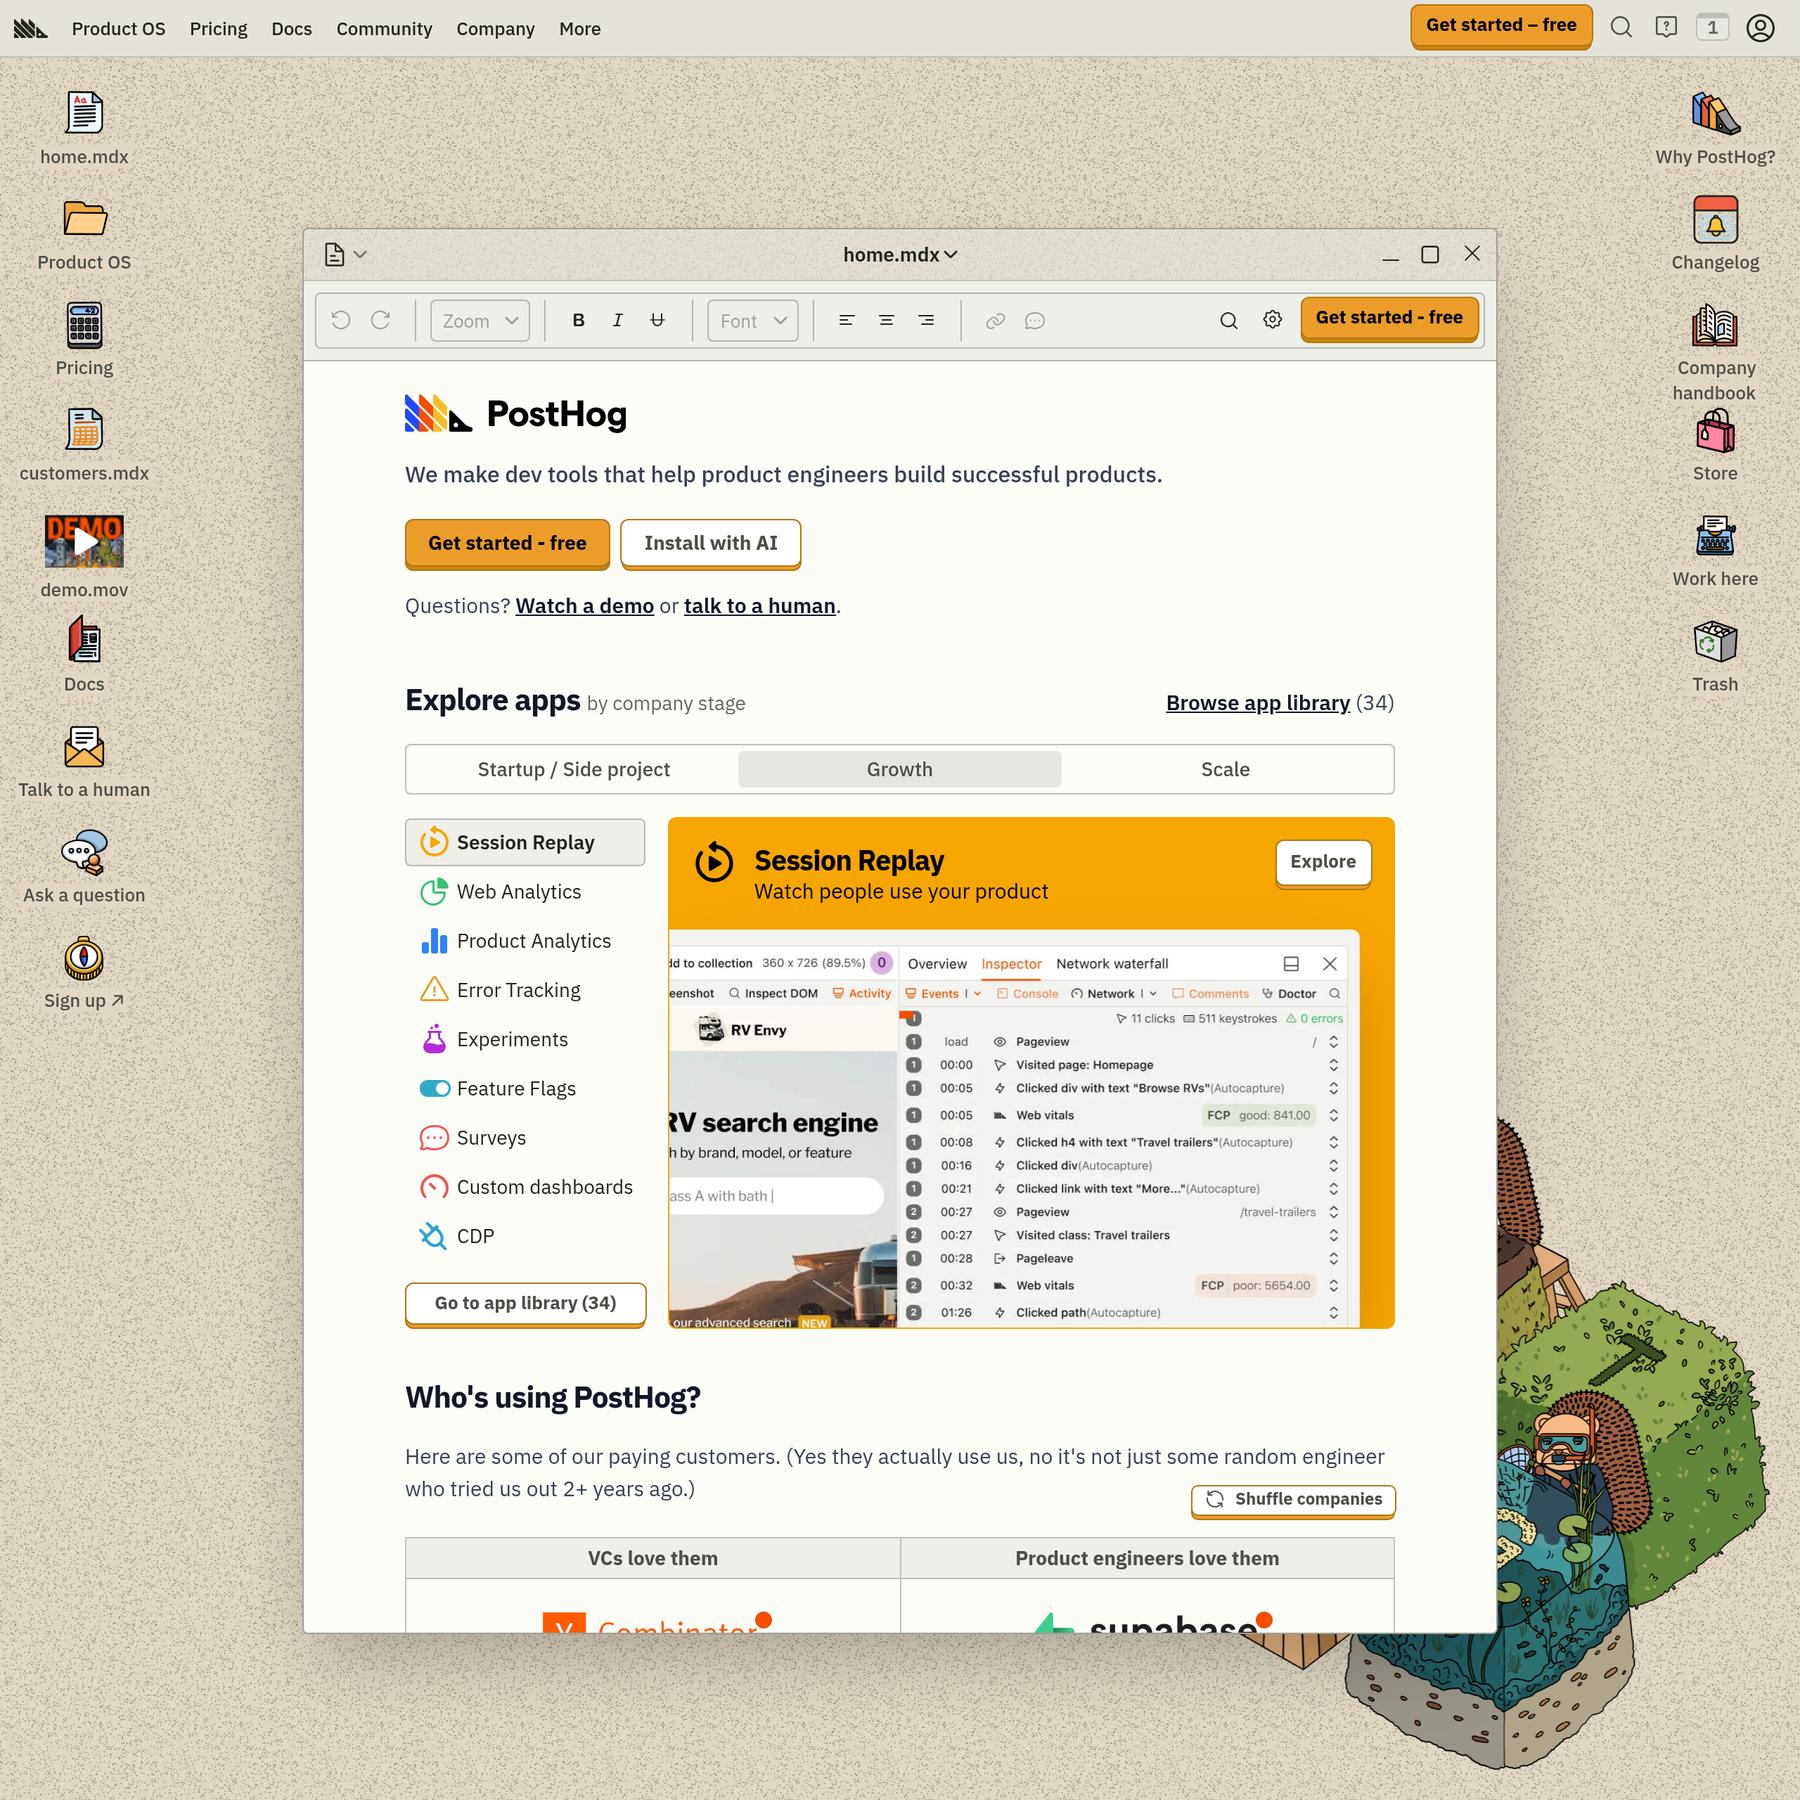 Product OS
Pricing
Docs
Community
Company
More
Get started – free
1
home.mdx
Product OS
Pricing
customers.mdx
DEMO
demo.mov
Docs
Talk to a human
Ask a question
Sign up ↗
Why PostHog?
Changelog
Company
handbook
Store
Work here
Trash
home.mdx
Zoom
B
I
U
Font
Get started - free
PostHog
We make dev tools that help product engineers build successful products.
Get started - free
Install with AI
Questions? Watch a demo or talk to a human.
Explore apps by company stage
Browse app library (34)
Startup / Side project
Growth
Scale
Session Replay
Web Analytics
Product Analytics
Error Tracking
Experiments
Feature Flags
Surveys
Custom dashboards
CDP
Go to app library (34)
Session Replay
Watch people use your product
Explore
dd to collection 360 x 726 (89.5%) 0
eenshot Inspect DOM Activity
RV Envy
RV search engine
h by brand, model, or feature
ass A with bath |
our advanced search NEW
Overview Inspector Network waterfall
Events Console Network Comments Doctor
11 clicks 511 keystrokes 0 errors
1 load Pageview /
1 00:00 Visited page: Homepage
1 00:05 Clicked div with text "Browse RVs"(Autocapture)
1 00:05 Web vitals FCP good: 841.00
1 00:08 Clicked h4 with text "Travel trailers"(Autocapture)
1 00:16 Clicked div(Autocapture)
1 00:21 Clicked link with text "More..."(Autocapture)
2 00:27 Pageview /travel-trailers
2 00:27 Visited class: Travel trailers
1 00:28 Pageleave
2 00:32 Web vitals FCP poor: 5654.00
2 01:26 Clicked path(Autocapture)
Who's using PostHog?
Here are some of our paying customers. (Yes they actually use us, no it's not just some random engineer
who tried us out 2+ years ago.)
Shuffle companies
VCs love them
Product engineers love them
Y Combinator
supabase